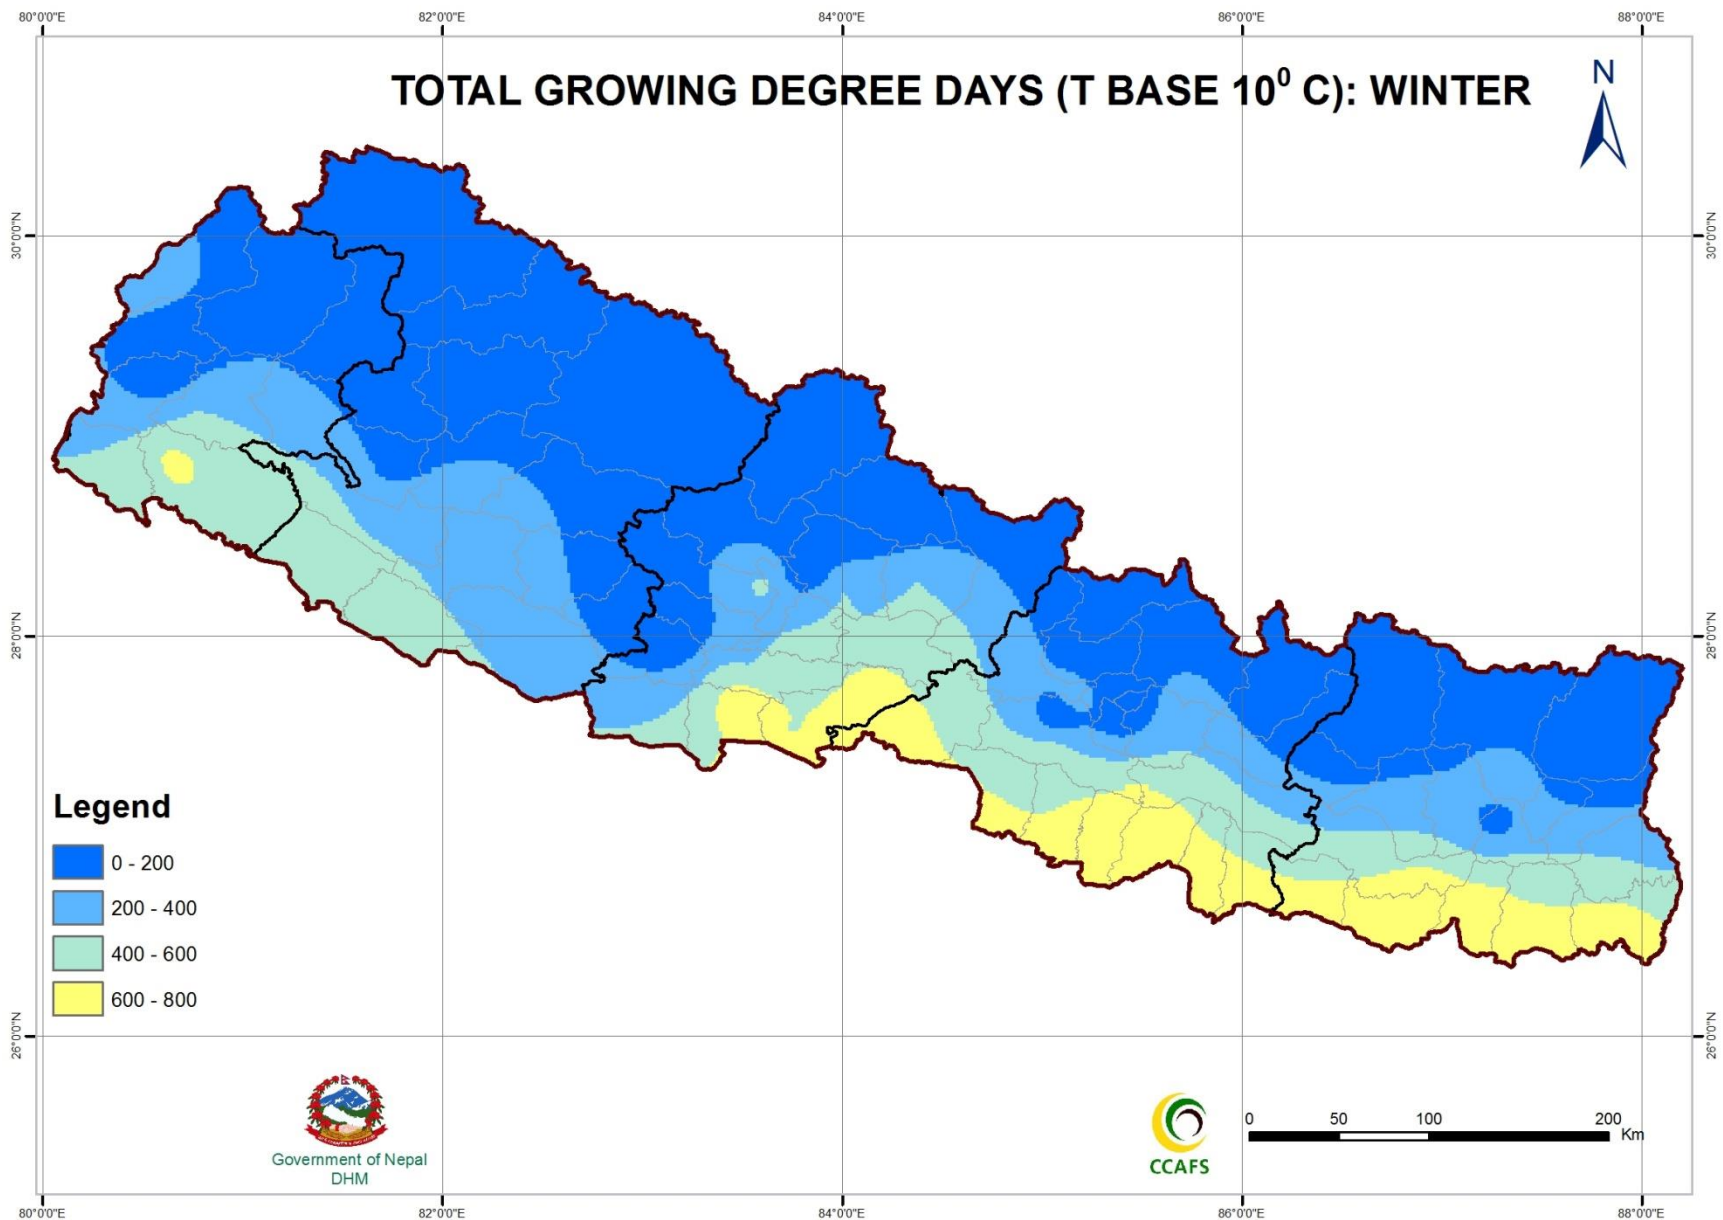 80°0'0"E 82°0'0"E 84°0'0"E 86°0'0"E 88°0'0"E
TOTAL GROWING DEGREE DAYS (T BASE 10⁰ C): WINTER
N
30°0'0"N 30°0'0"N
28°0'0"N 28°0'0"N
Legend
0 - 200
200 - 400
400 - 600
600 - 800
26°0'0"N 26°0'0"N
Government of Nepal
DHM
CCAFS
0 50 100 200
Km
80°0'0"E 82°0'0"E 84°0'0"E 86°0'0"E 88°0'0"E